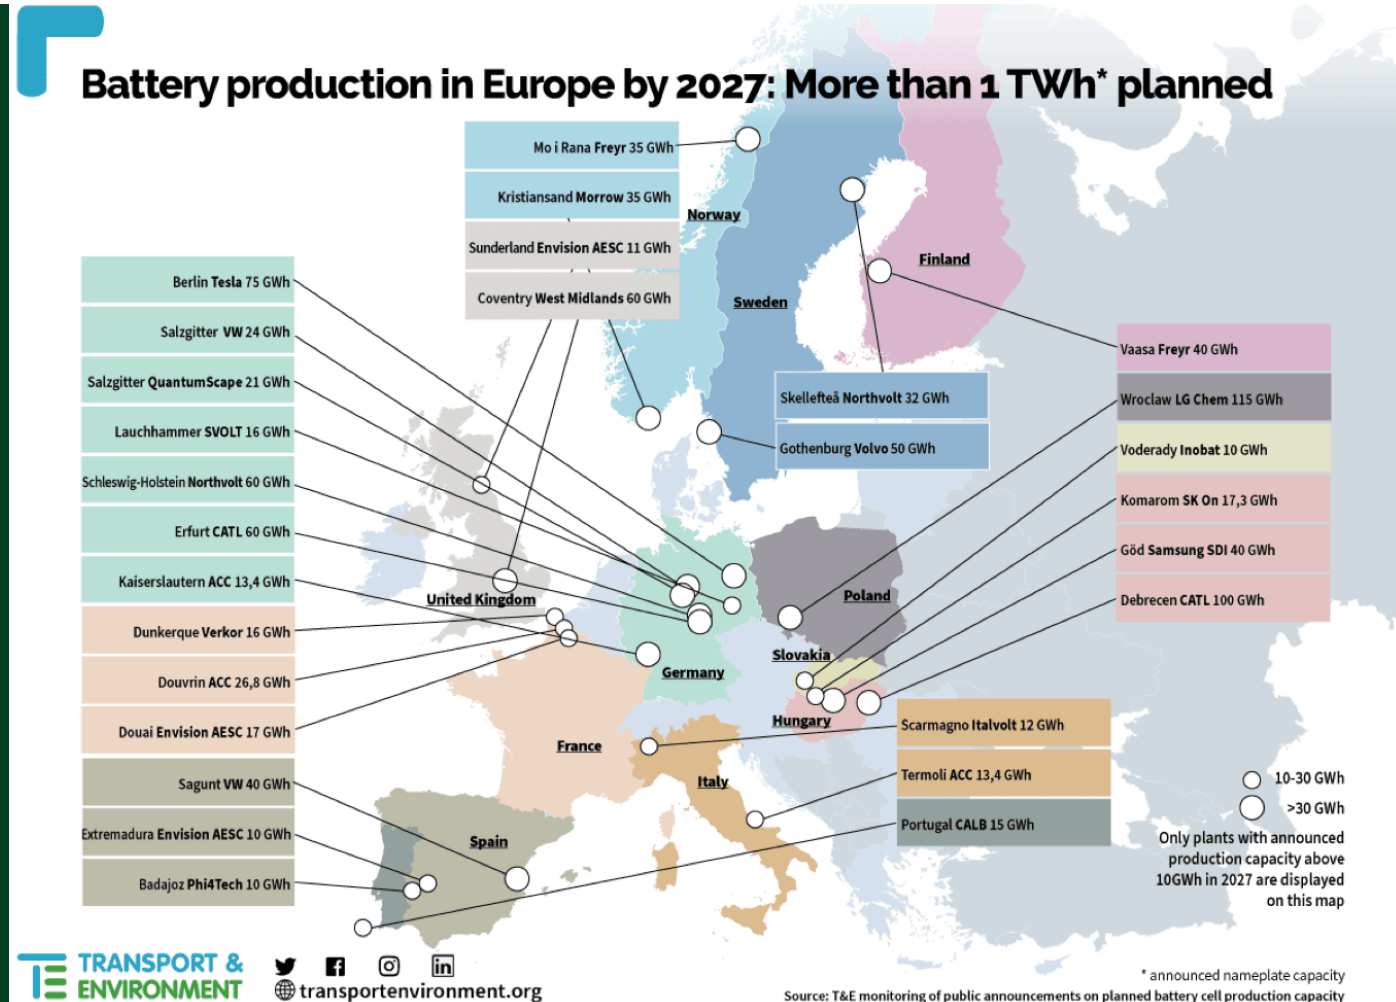 Battery production in Europe by 2027: More than 1 TWh* planned
Mo i Rana Freyr 35 GWh
Kristiansand Morrow 35 GWh
Sunderland Envision AESC 11 GWh
Coventry West Midlands 60 GWh
Berlin Tesla 75 GWh
Salzgitter VW 24 GWh
Salzgitter QuantumScape 21 GWh
Lauchhammer SVOLT 16 GWh
Schleswig-Holstein Northvolt 60 GWh
Erfurt CATL 60 GWh
Kaiserslautern ACC 13,4 GWh
Dunkerque Verkor 16 GWh
Douvrin ACC 26,8 GWh
Douai Envision AESC 17 GWh
Sagunt VW 40 GWh
Extremadura Envision AESC 10 GWh
Badajoz Phi4Tech 10 GWh
Norway
Sweden
Finland
United Kingdom
Poland
Slovakia
Germany
Hungary
France
Italy
Spain
Skellefteå Northvolt 32 GWh
Gothenburg Volvo 50 GWh
Vaasa Freyr 40 GWh
Wroclaw LG Chem 115 GWh
Voderady Inobat 10 GWh
Komarom SK On 17,3 GWh
Göd Samsung SDI 40 GWh
Debrecen CATL 100 GWh
Scarmagno Italvolt 12 GWh
Termoli ACC 13,4 GWh
Portugal CALB 15 GWh
10-30 GWh
>30 GWh
Only plants with announced
production capacity above
10GWh in 2027 are displayed
on this map
TRANSPORT &
ENVIRONMENT
transportenvironment.org
* announced nameplate capacity
Source: T&E monitoring of public announcements on planned battery cell production capacity